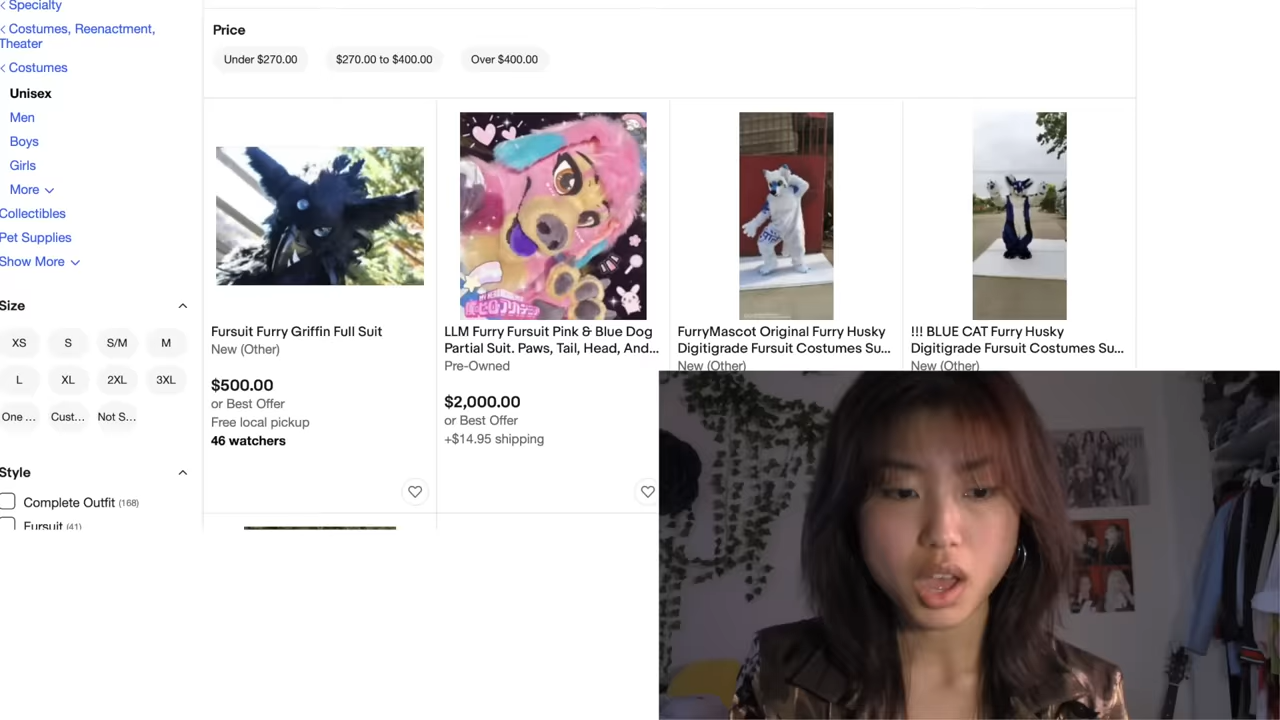 < Specialty
< Costumes, Reenactment,
Theater
< Costumes
Unisex
Men
Boys
Girls
More
Collectibles
Pet Supplies
Show More
Size
XS
S
S/M
M
L
XL
2XL
3XL
One ...
Cust...
Not S...
Style
Complete Outfit (168)
Fursuit (41)
Price
Under $270.00
$270.00 to $400.00
Over $400.00
Fursuit Furry Griffin Full Suit
New (Other)
$500.00
or Best Offer
Free local pickup
46 watchers
LLM Furry Fursuit Pink & Blue Dog
Partial Suit. Paws, Tail, Head, And...
Pre-Owned
$2,000.00
or Best Offer
+$14.95 shipping
FurryMascot Original Furry Husky
Digitigrade Fursuit Costumes Su...
New (Other)
!!! BLUE CAT Furry Husky
Digitigrade Fursuit Costumes Su...
New (Other)